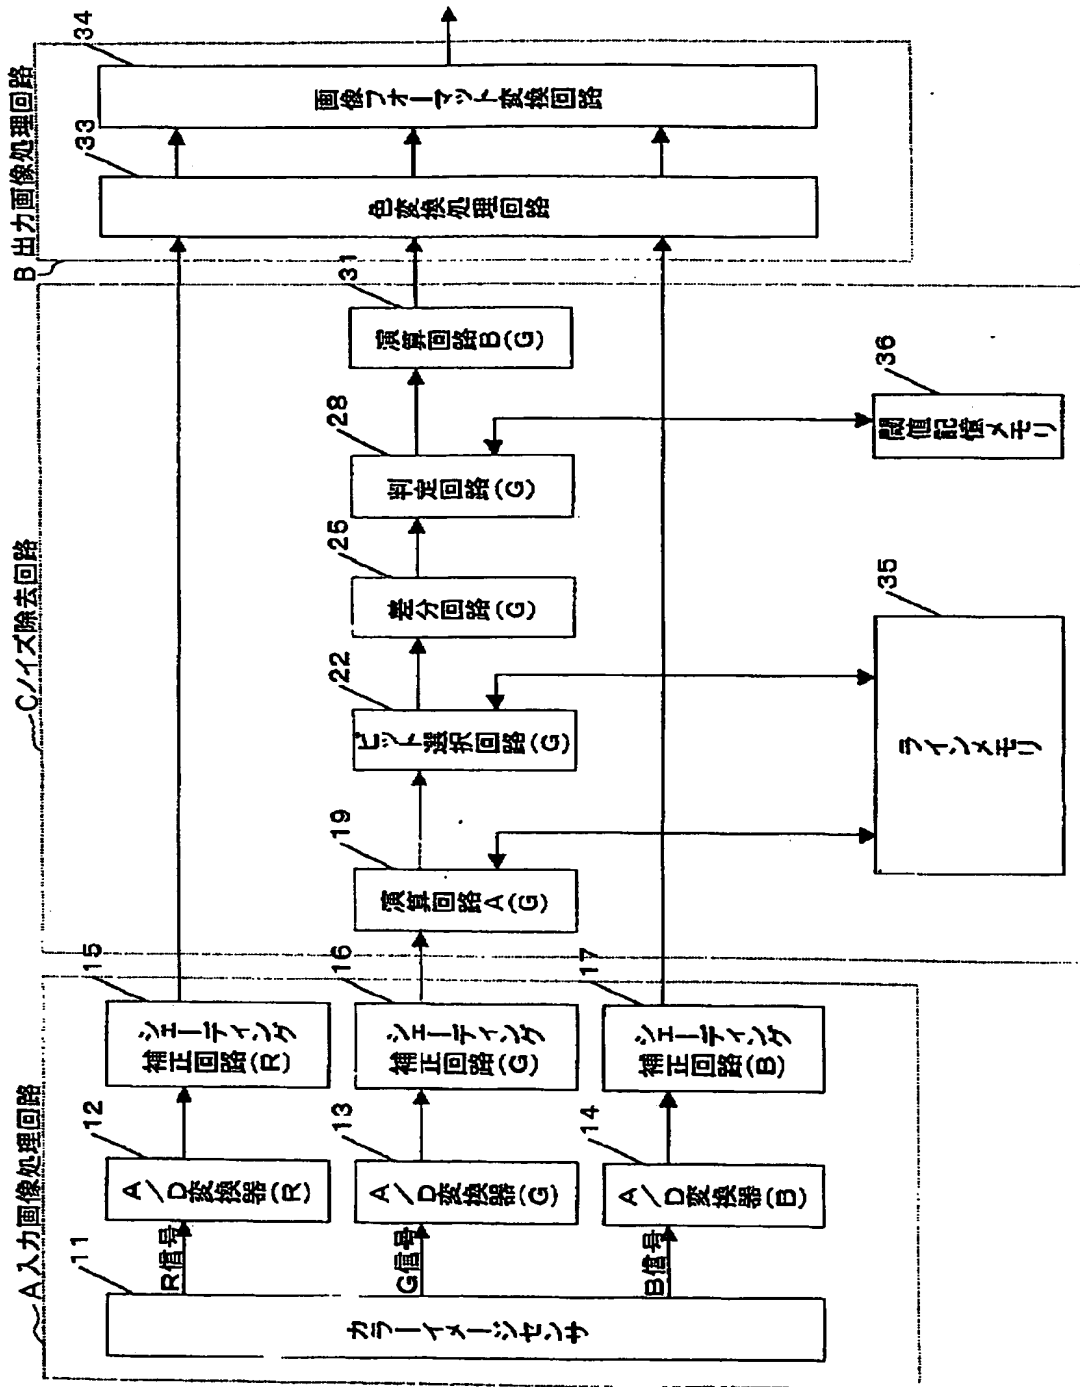 A 入力画像処理回路
11
カラーイメージセンサ
R信号
G信号
B信号
12
A/D変換器(R)
13
A/D変換器(G)
14
A/D変換器(B)
15
シェーティング
補正回路(R)
16
シェーティング
補正回路(G)
17
シェーティング
補正回路(B)
Cノイズ除去回路
19
演算回路A(G)
22
ビット選択回路(G)
25
差分回路(G)
28
判定回路(G)
31
演算回路B(G)
35
ラインメモリ
36
閾値記憶メモリ
B 出力画像処理回路
33
色変換処理回路
34
画像フォーマット変換回路